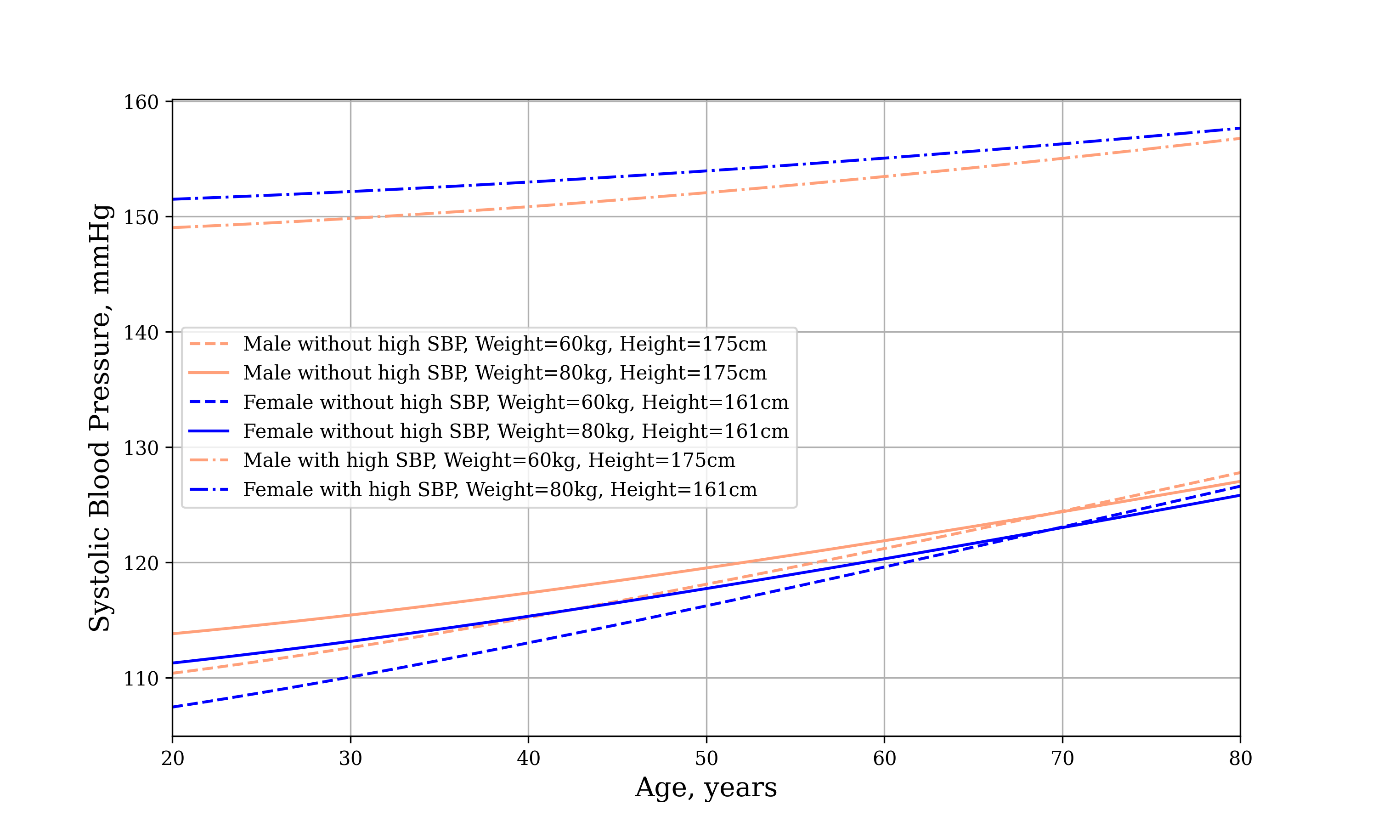 Systolic Blood Pressure, mmHg
160
150
140
130
120
110
Male without high SBP, Weight=60kg, Height=175cm
Male without high SBP, Weight=80kg, Height=175cm
Female without high SBP, Weight=60kg, Height=161cm
Female without high SBP, Weight=80kg, Height=161cm
Male with high SBP, Weight=60kg, Height=175cm
Female with high SBP, Weight=80kg, Height=161cm
20 30 40 50 60 70 80
Age, years